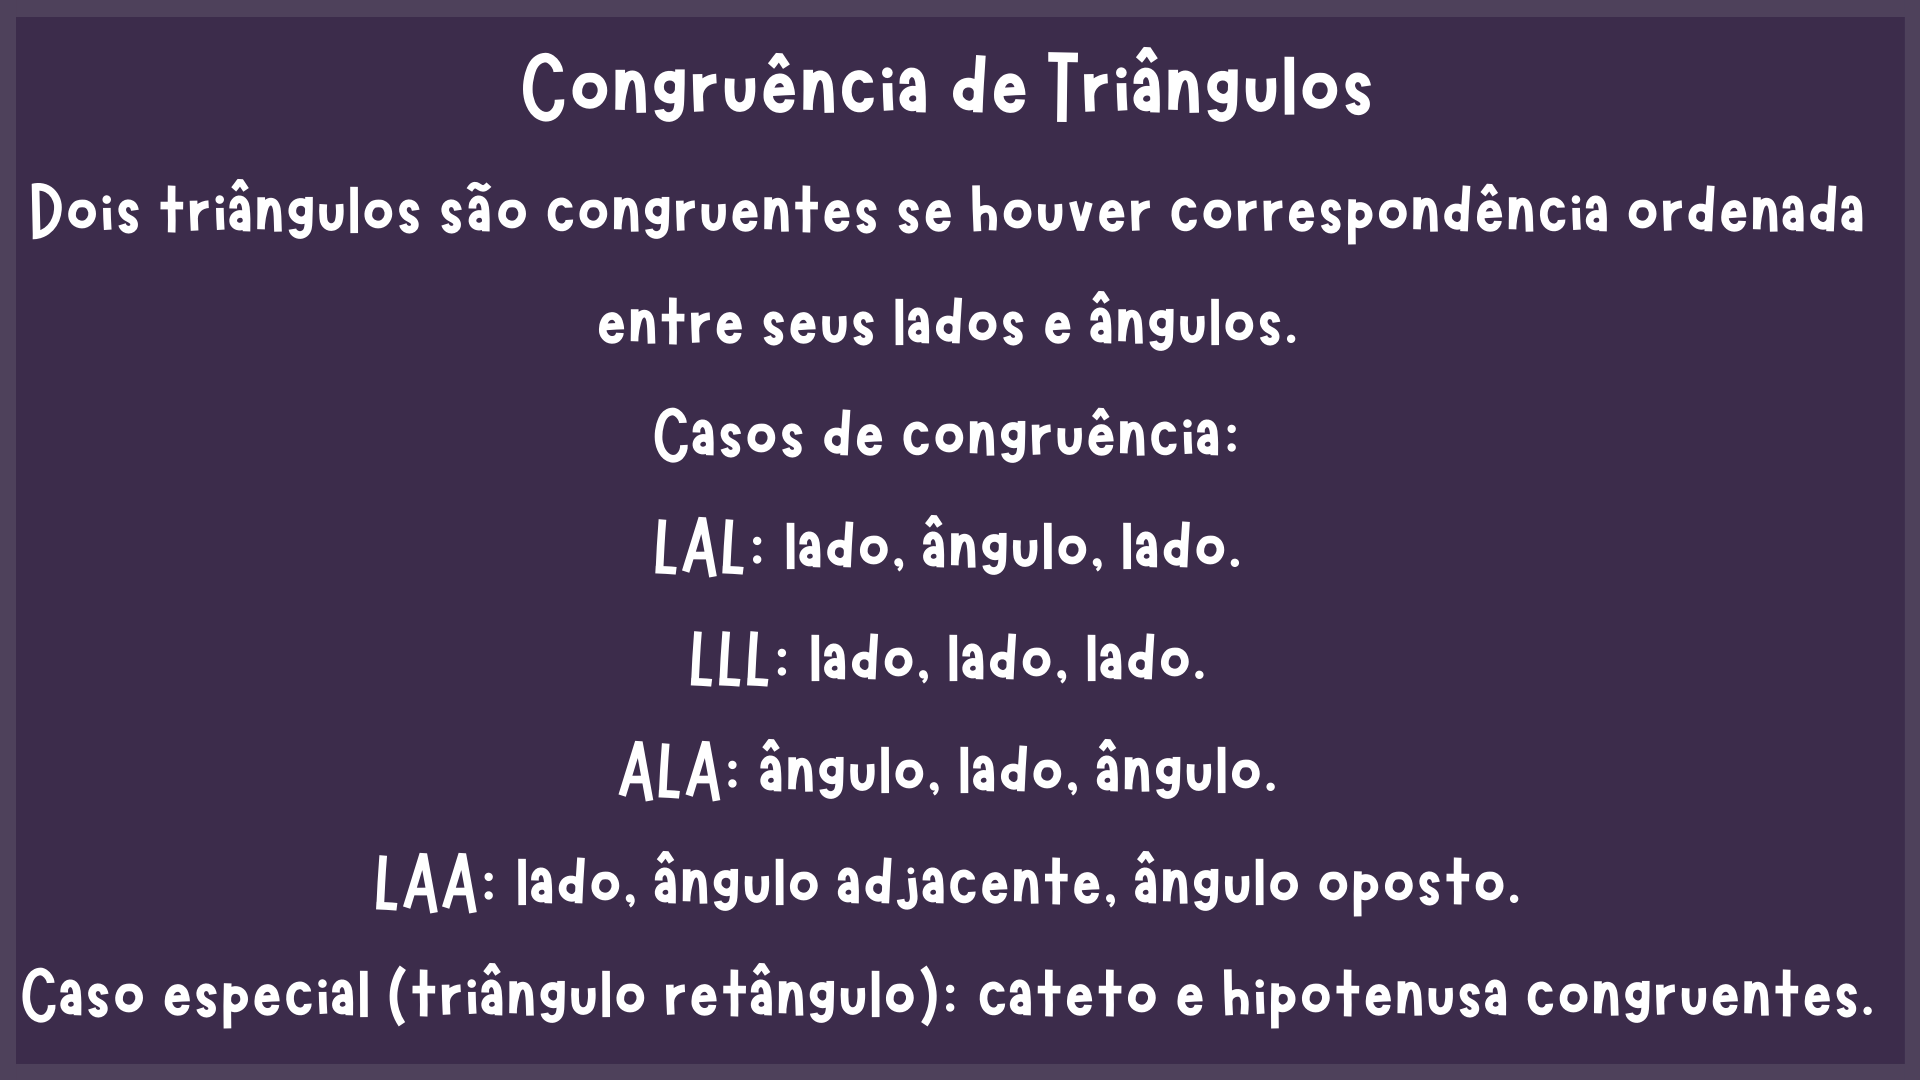 Congruência de Triângulos
Dois triângulos são congruentes se houver correspondência ordenada
entre seus lados e ângulos.
Casos de congruência:
LAL: lado, ângulo, lado.
LLL: lado, lado, lado.
ALA: ângulo, lado, ângulo.
LAA: lado, ângulo adjacente, ângulo oposto.
Caso especial (triângulo retângulo): cateto e hipotenusa congruentes.